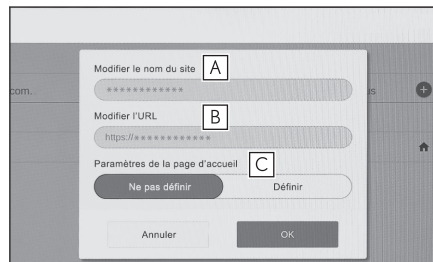 Modifier le nom du site A
************
com.
is
Modifier l'URL B
https://************
Paramètres de la page d'accueil C
Ne pas définir Définir
Annuler OK